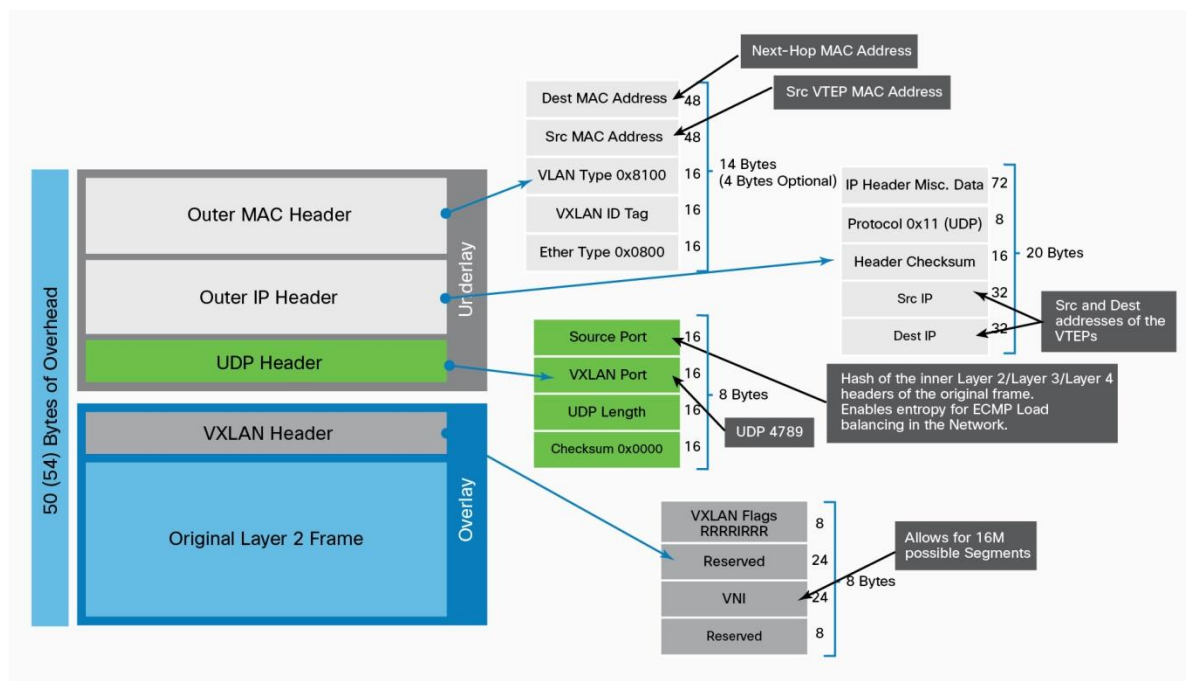 Next-Hop MAC Address
Dest MAC Address 48
Src VTEP MAC Address
Src MAC Address 48
14 Bytes
(4 Bytes Optional)
VLAN Type 0x8100 16
VXLAN ID Tag 16
Ether Type 0x0800 16
IP Header Misc. Data 72
Protocol 0x11 (UDP) 8
Header Checksum 16
20 Bytes
Src IP 32
Dest IP 32
Src and Dest
addresses of the
VTEPs
50 (54) Bytes of Overhead
Outer MAC Header
Outer IP Header
UDP Header
Underlay
VXLAN Header
Original Layer 2 Frame
Overlay
Source Port 16
VXLAN Port 16
8 Bytes
UDP Length 16
Checksum 0x0000 16
UDP 4789
Hash of the inner Layer 2/Layer 3/Layer 4
headers of the original frame.
Enables entropy for ECMP Load
balancing in the Network.
VXLAN Flags
RRRRIRRR 8
Reserved 24
8 Bytes
VNI 24
Reserved 8
Allows for 16M
possible Segments